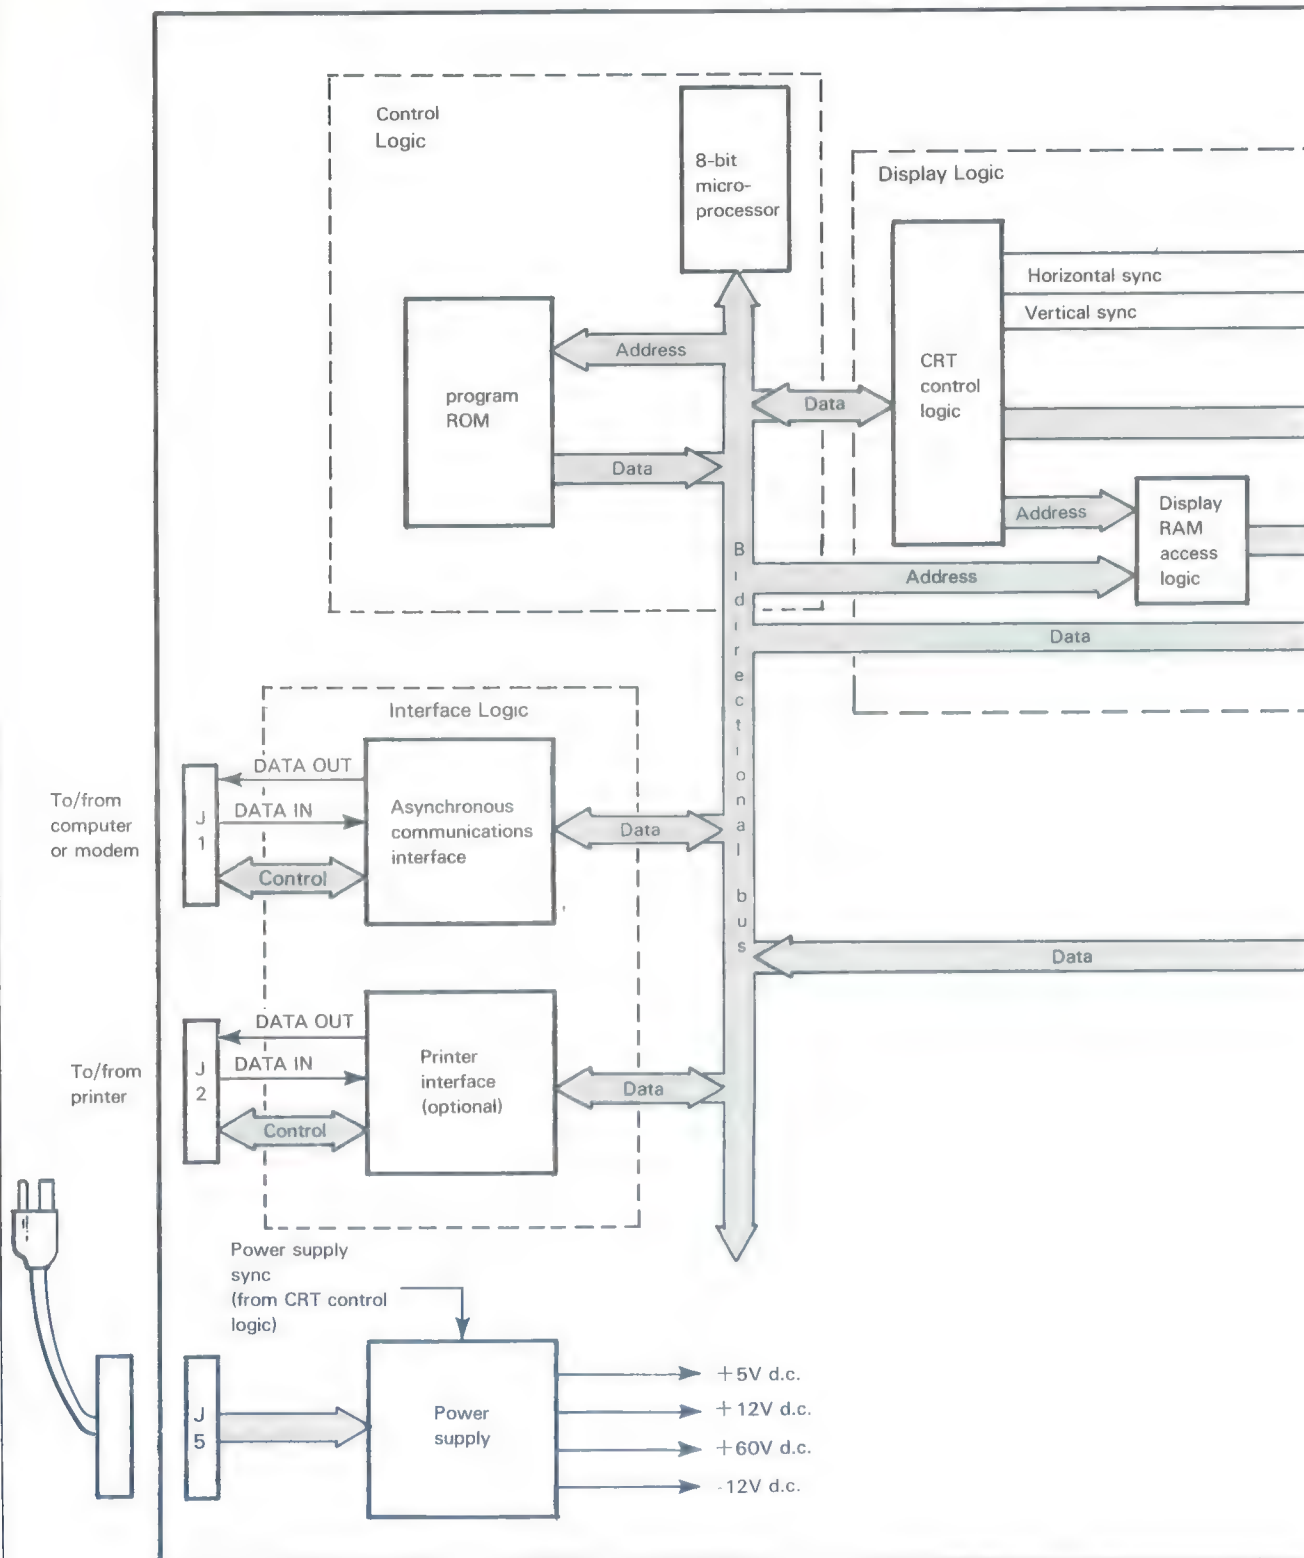 Control
Logic
8-bit
micro-
processor
Display Logic
Horizontal sync
Vertical sync
Address
program
ROM
CRT
control
logic
Data
Data
Address
Display
RAM
access
logic
Address
Data
Bidirectional bus
Interface Logic
DATA OUT
DATA IN
Control
J
1
To/from
computer
or modem
Asynchronous
communications
interface
Data
Data
DATA OUT
DATA IN
Control
J
2
To/from
printer
Printer
interface
(optional)
Data
Power supply
sync
(from CRT control
logic)
J
5
Power
supply
+5V d.c.
+12V d.c.
+60V d.c.
-12V d.c.